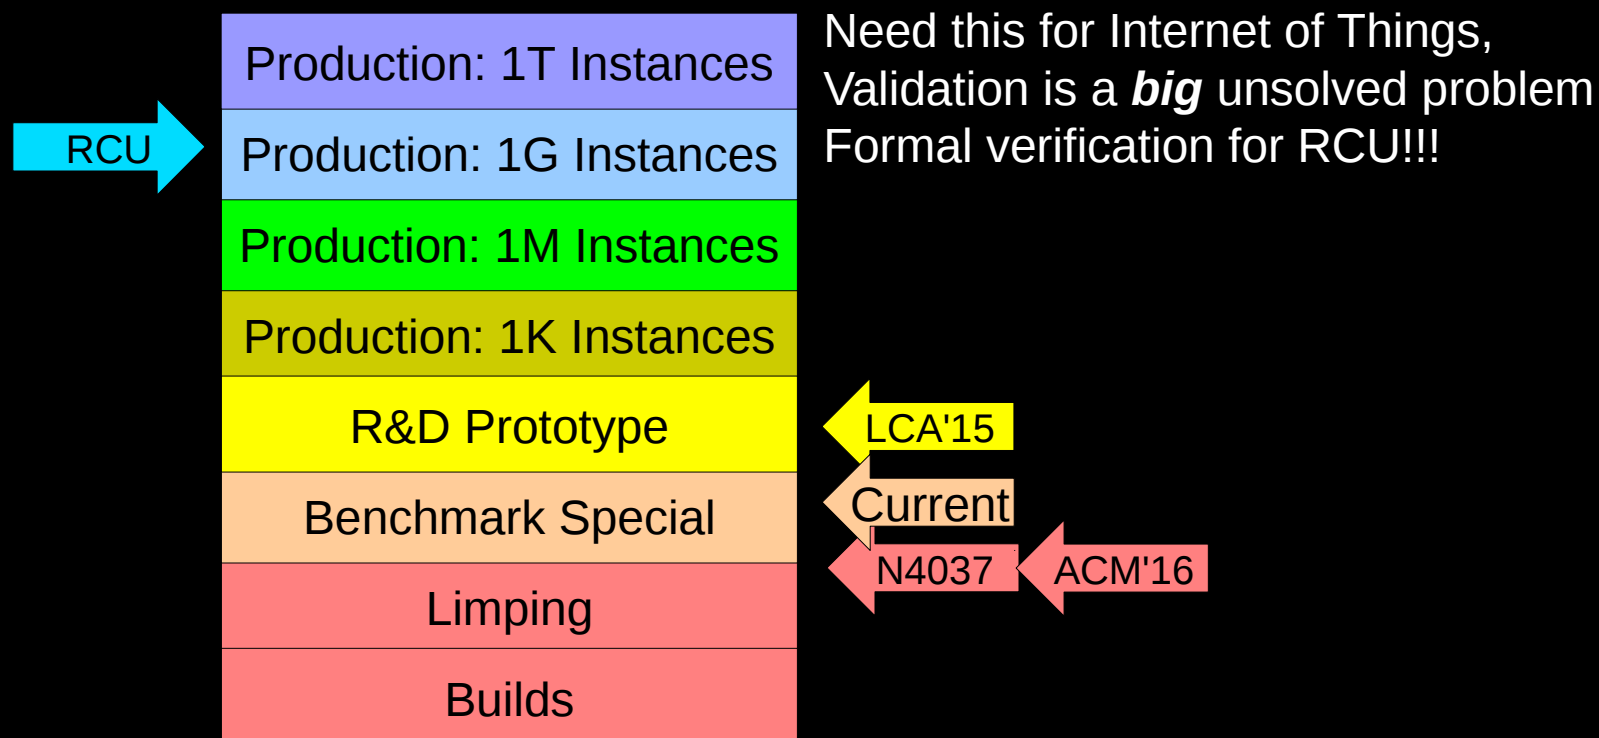 Production: 1T Instances
Need this for Internet of Things,
Validation is a big unsolved problem
Formal verification for RCU!!!
RCU
Production: 1G Instances
Production: 1M Instances
Production: 1K Instances
R&D Prototype
LCA'15
Benchmark Special
Current
N4037
ACM'16
Limping
Builds